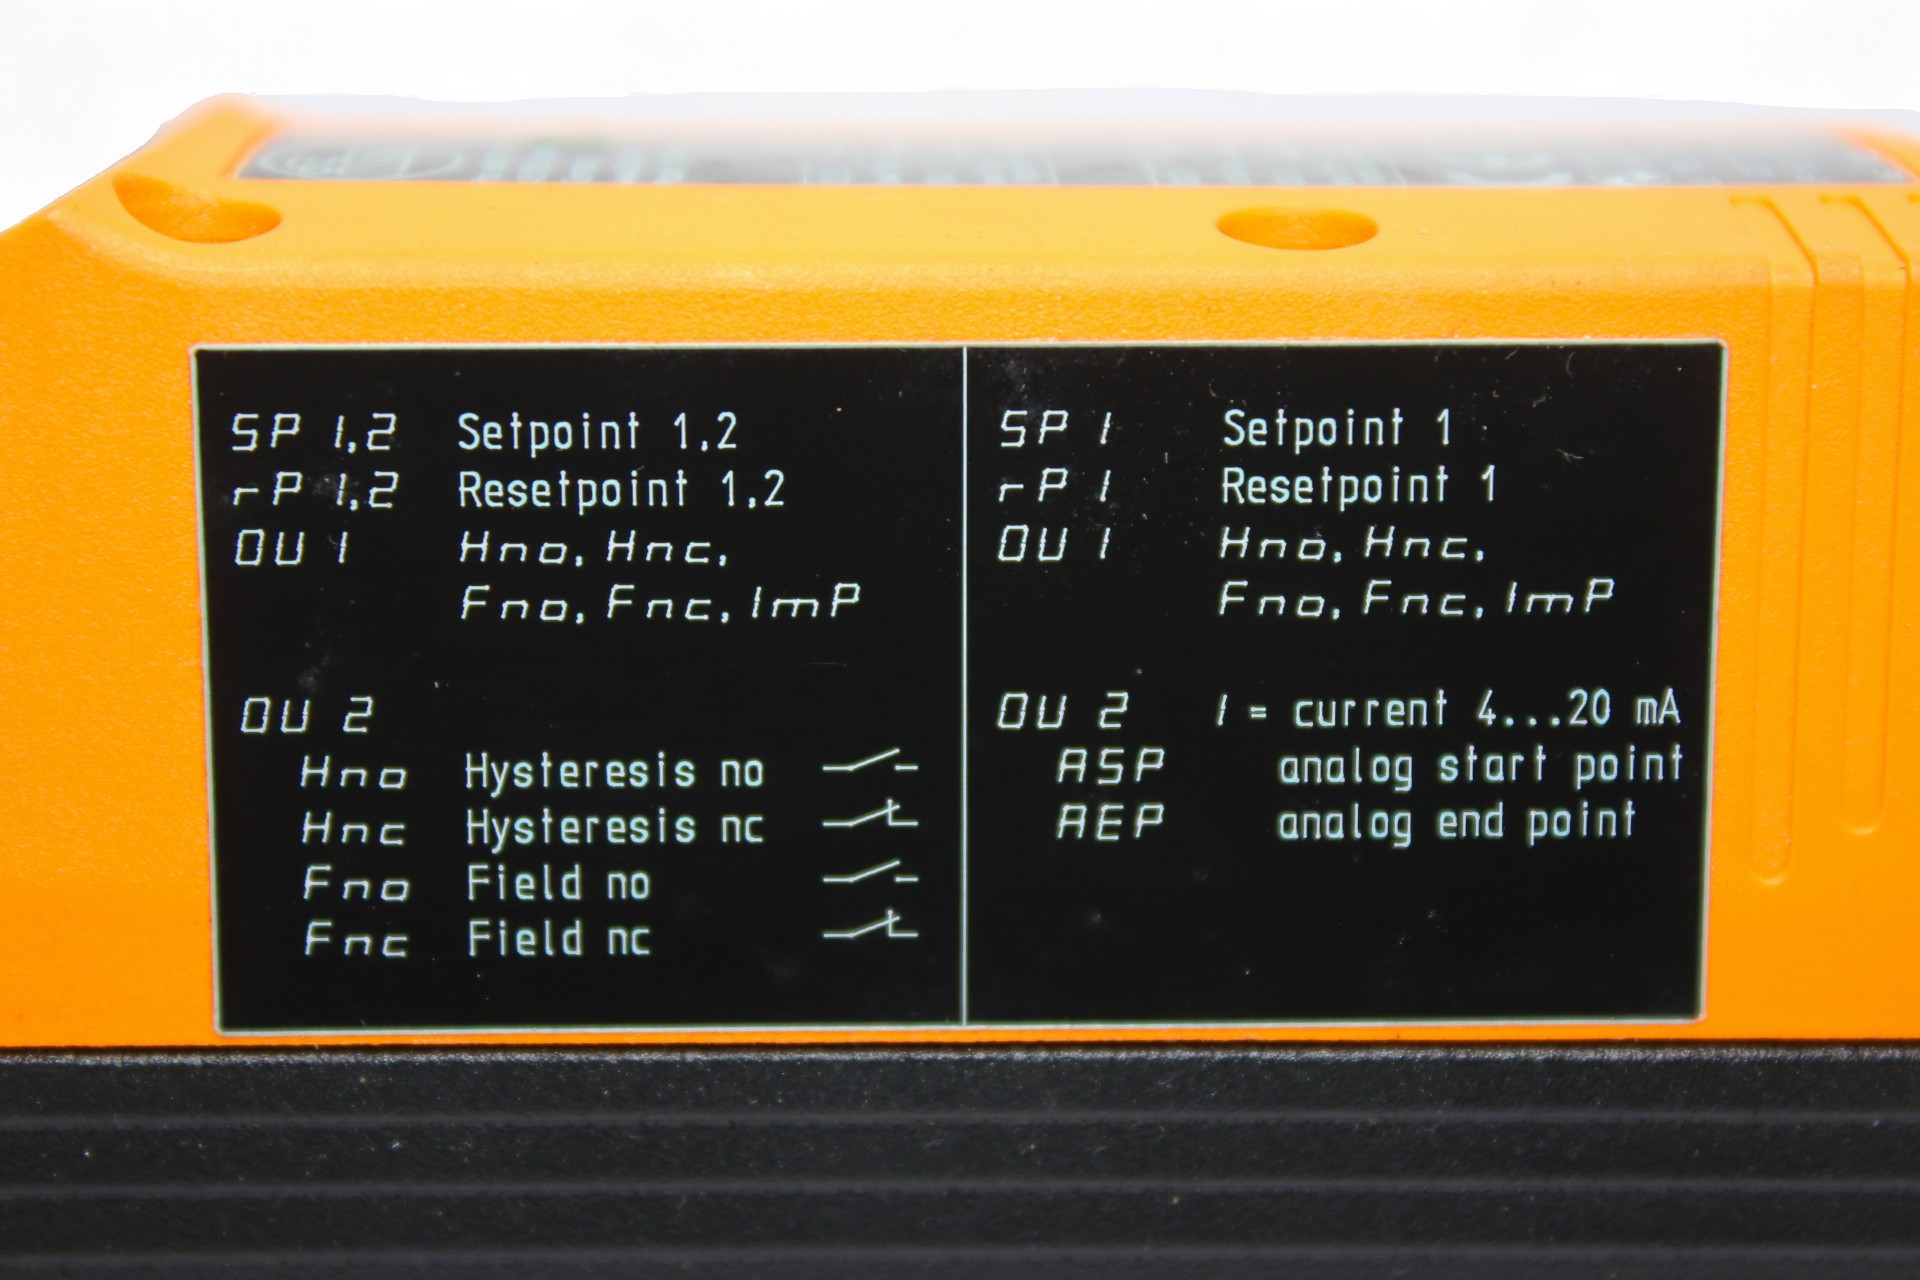 SP 1,2 Setpoint 1,2
rP 1,2 Resetpoint 1,2
OU 1 Hno, Hnc,
Fno, Fnc, ImP
OU 2
Hno Hysteresis no
Hnc Hysteresis nc
Fno Field no
Fnc Field nc
SP 1 Setpoint 1
rP 1 Resetpoint 1
OU 1 Hno, Hnc,
Fno, Fnc, ImP
OU 2 I = current 4...20 mA
ASP analog start point
AEP analog end point